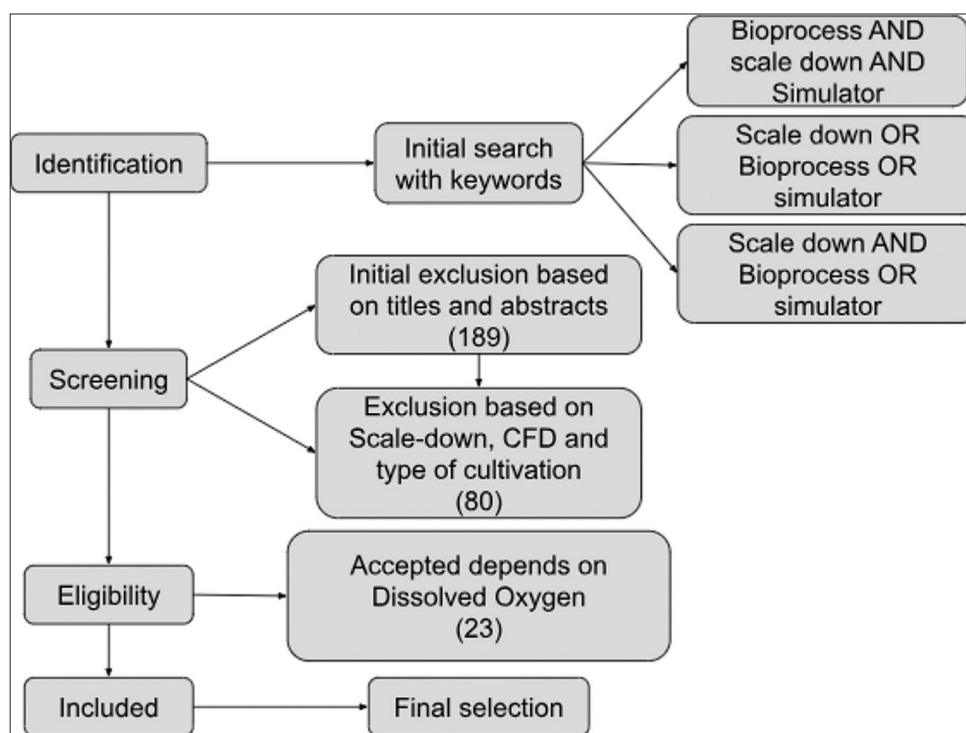 Identification
Initial search
with keywords
Bioprocess AND
scale down AND
Simulator
Scale down OR
Bioprocess OR
simulator
Scale down AND
Bioprocess OR
simulator
Screening
Initial exclusion based
on titles and abstracts
(189)
Exclusion based on
Scale-down, CFD and
type of cultivation
(80)
Eligibility
Accepted depends on
Dissolved Oxygen
(23)
Included
Final selection